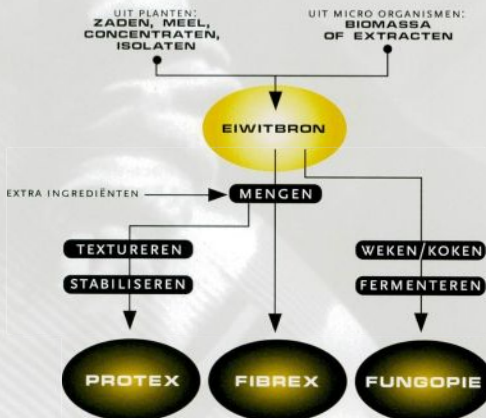 UIT PLANTEN:
ZADEN, MEEL,
CONCENTRATEN,
ISOLATEN
UIT MICRO ORGANISMEN:
BIOMASSA
OF EXTRACTEN
EIWITBRON
EXTRA INGREDIËNTEN
MENGEN
TEXTUREREN
STABILISEREN
WEKEN/KOKEN
FERMENTEREN
PROTEX
FIBREX
FUNGOPIE